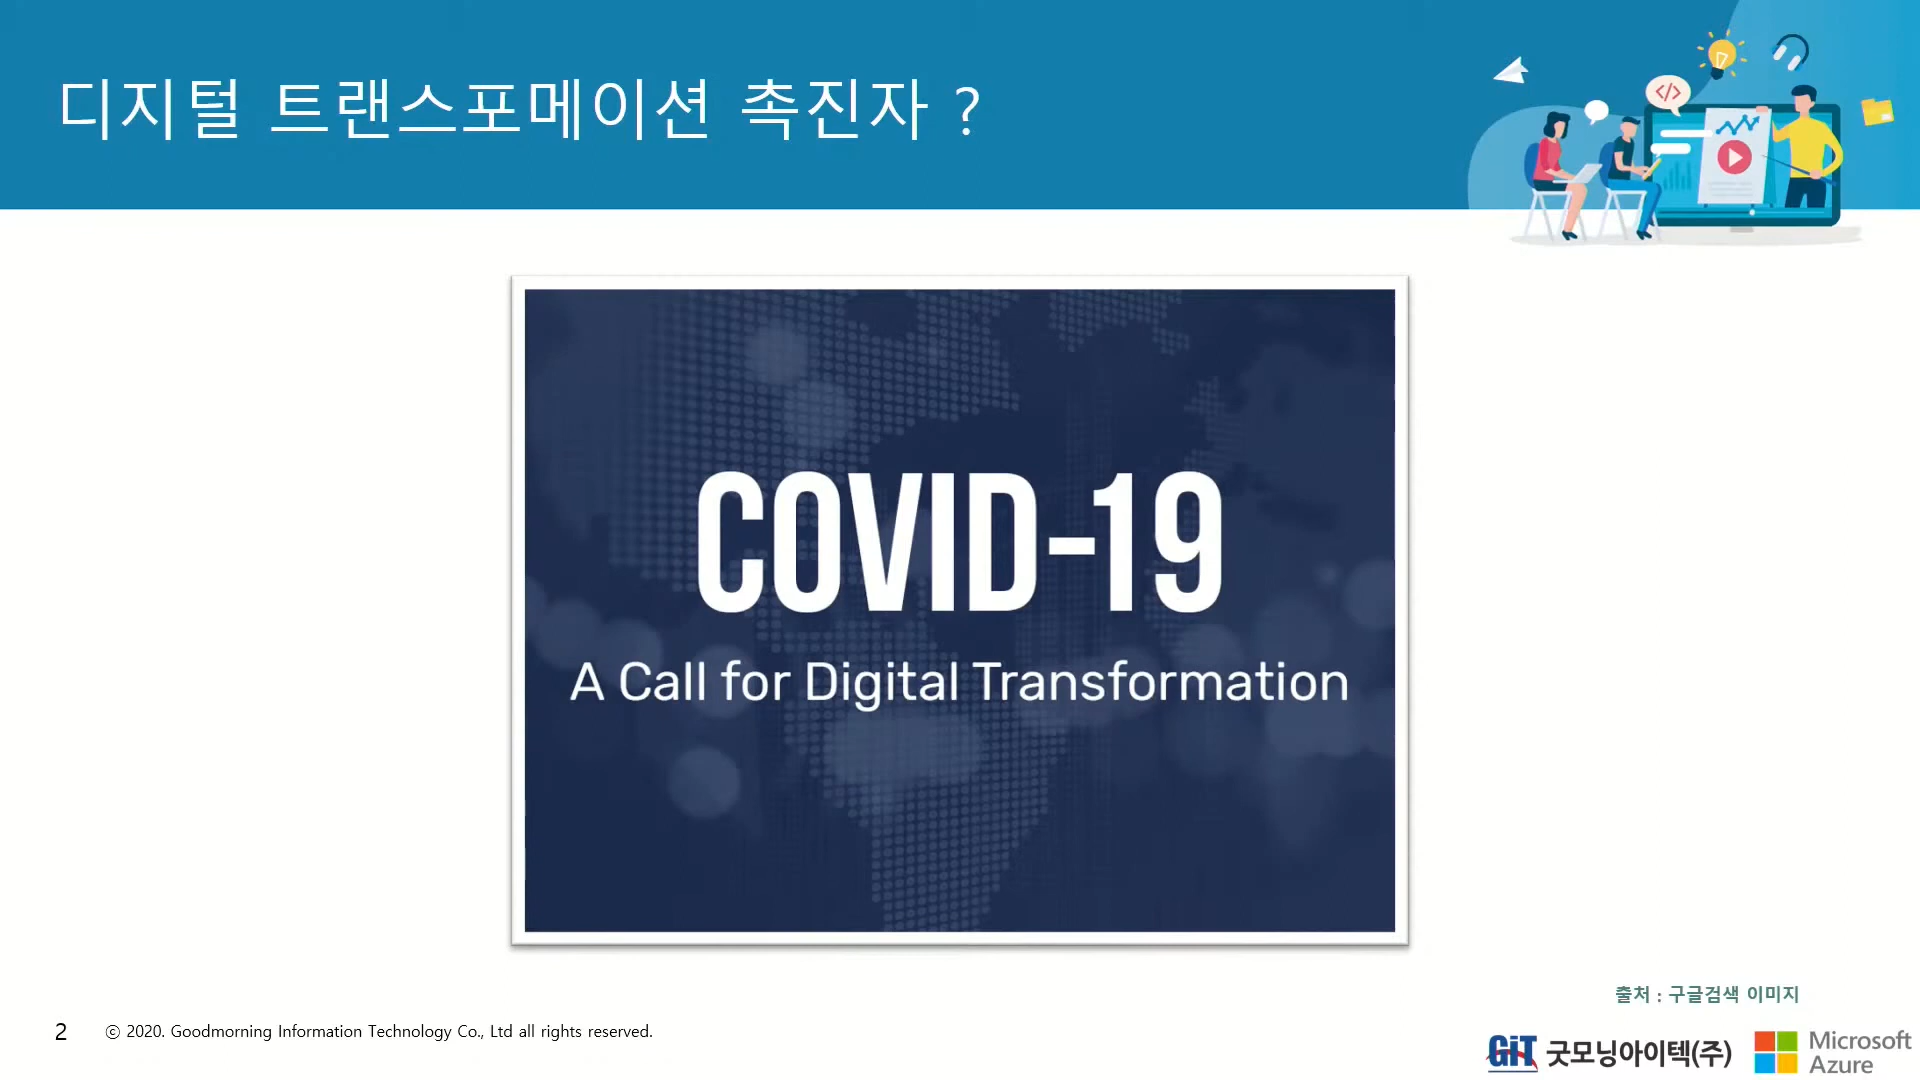 디지털 트랜스포메이션 촉진자 ?
</>
COVID-19
A Call for Digital Transformation
출처 : 구글검색 이미지
2
ⓒ 2020. Goodmorning Information Technology Co., Ltd all rights reserved.
GiT 굿모닝아이텍(주)
Microsoft
Azure